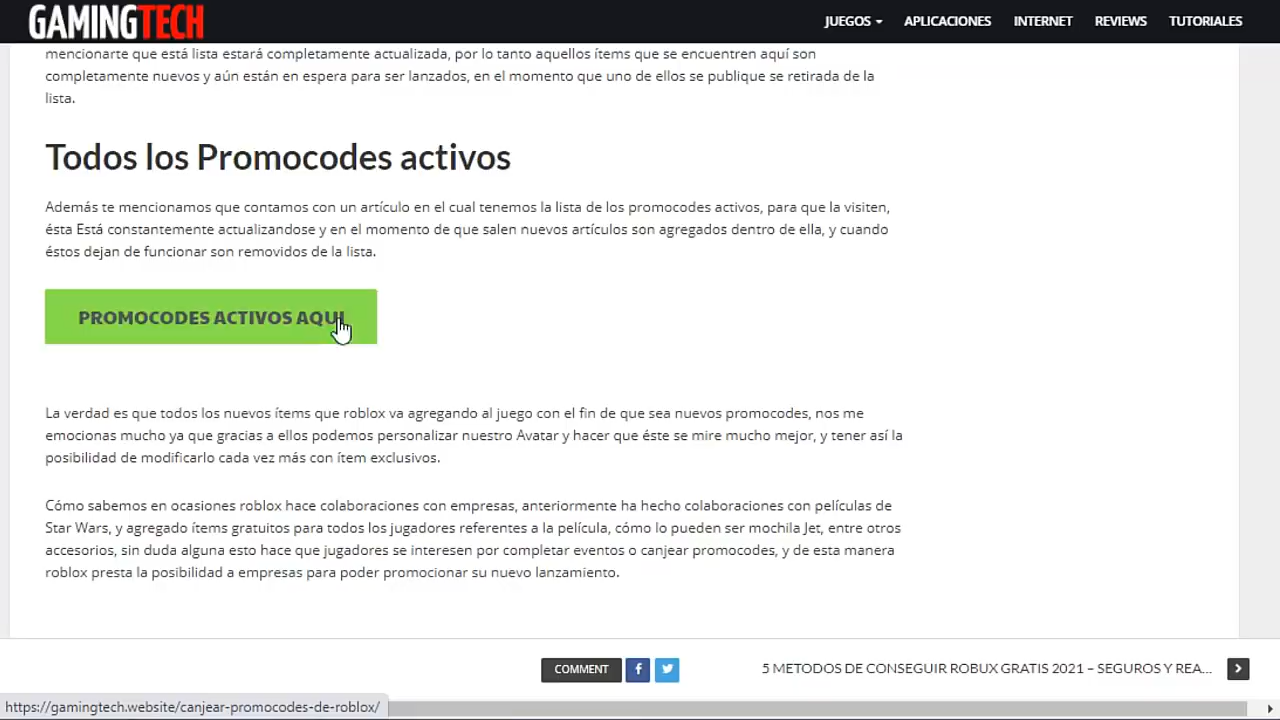 GAMINGTECH
JUEGOS APLICACIONES INTERNET REVIEWS TUTORIALES
mencionarte que está lista estará completamente actualizada, por lo tanto aquellos ítems que se encuentren aquí son
completamente nuevos y aún están en espera para ser lanzados, en el momento que uno de ellos se publique se retirada de la
lista.
Todos los Promocodes activos
Además te mencionamos que contamos con un artículo en el cual tenemos la lista de los promocodes activos, para que la visiten,
ésta Está constantemente actualizandose y en el momento de que salen nuevos artículos son agregados dentro de ella, y cuando
éstos dejan de funcionar son removidos de la lista.
PROMOCODES ACTIVOS AQUI
La verdad es que todos los nuevos ítems que roblox va agregando al juego con el fin de que sea nuevos promocodes, nos me
emocionas mucho ya que gracias a ellos podemos personalizar nuestro Avatar y hacer que éste se mire mucho mejor, y tener así la
posibilidad de modificarlo cada vez más con ítem exclusivos.
Cómo sabemos en ocasiones roblox hace colaboraciones con empresas, anteriormente ha hecho colaboraciones con películas de
Star Wars, y agregado ítems gratuitos para todos los jugadores referentes a la película, cómo lo pueden ser mochila Jet, entre otros
accesorios, sin duda alguna esto hace que jugadores se interesen por completar eventos o canjear promocodes, y de esta manera
roblox presta la posibilidad a empresas para poder promocionar su nuevo lanzamiento.
COMMENT
5 METODOS DE CONSEGUIR ROBUX GRATIS 2021 – SEGUROS Y REA...
https://gamingtech.website/canjear-promocodes-de-roblox/